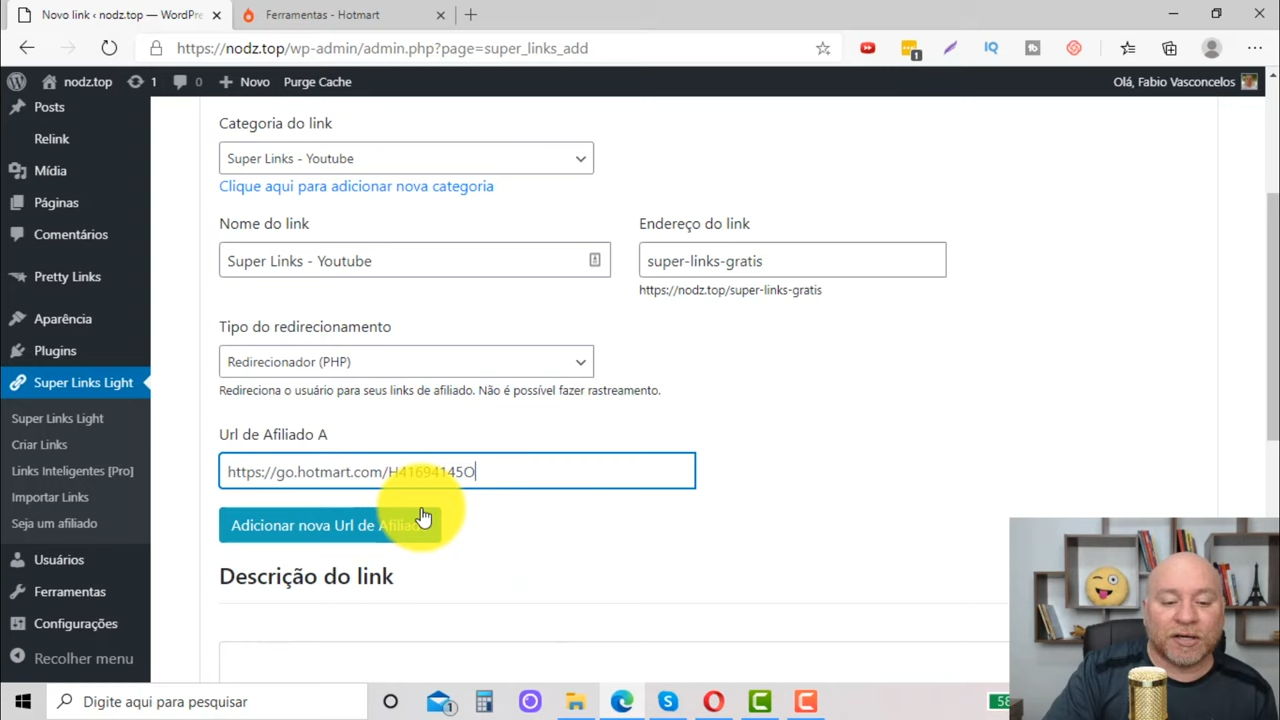 Novo link ‹ nodz.top — WordPre
Ferramentas - Hotmart
https://nodz.top/wp-admin/admin.php?page=super_links_add
1
nodz.top
1
0
Novo
Purge Cache
Olá, Fabio Vasconcelos
Posts
Relink
Mídia
Páginas
Comentários
Pretty Links
Aparência
Plugins
Super Links Light
Super Links Light
Criar Links
Links Inteligentes [Pro]
Importar Links
Seja um afiliado
Usuários
Ferramentas
Configurações
Recolher menu
Categoria do link
Super Links - Youtube
Clique aqui para adicionar nova categoria
Nome do link
Super Links - Youtube
Endereço do link
super-links-gratis
https://nodz.top/super-links-gratis
Tipo do redirecionamento
Redirecionador (PHP)
Redireciona o usuário para seus links de afiliado. Não é possível fazer rastreamento.
Url de Afiliado A
https://go.hotmart.com/H41694145O
Adicionar nova Url de Afiliado
Descrição do link
Digite aqui para pesquisar
1
58